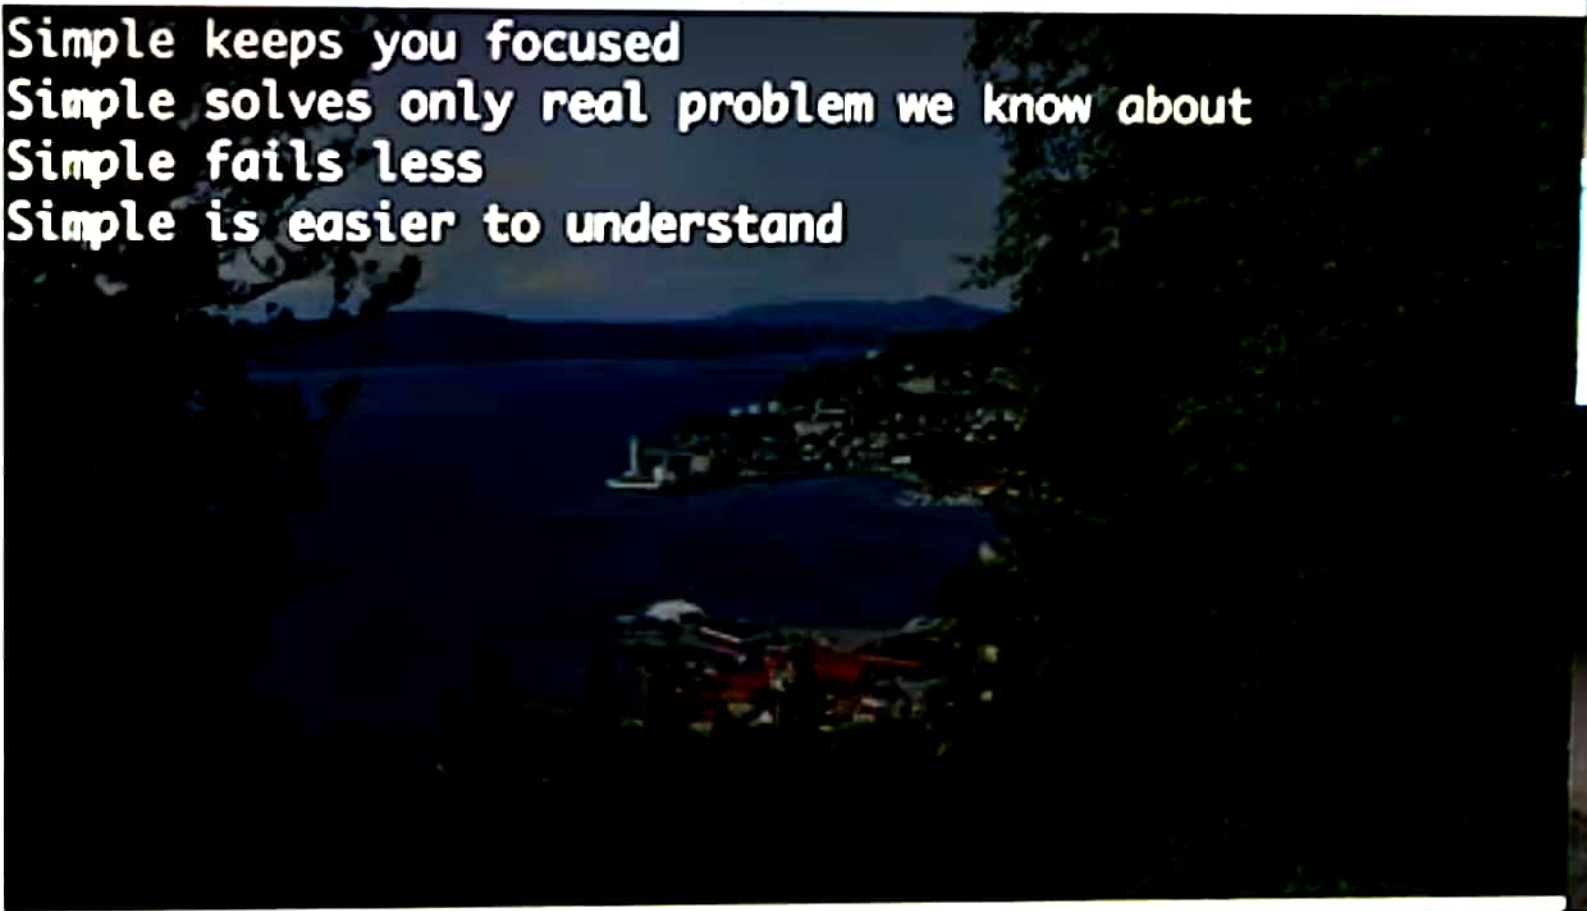 Simple keeps you focused
Simple solves only real problem we know about
Simple fails less
Simple is easier to understand